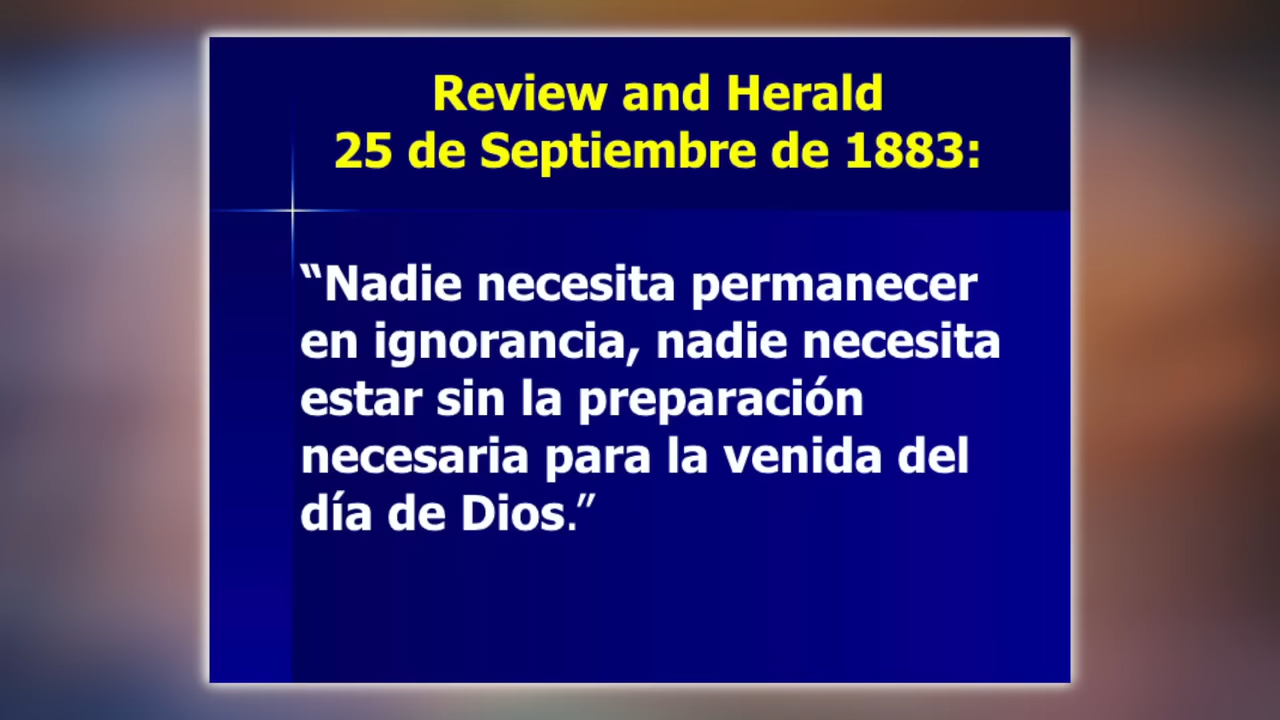 Review and Herald
25 de Septiembre de 1883:
“Nadie necesita permanecer
en ignorancia, nadie necesita
estar sin la preparación
necesaria para la venida del
día de Dios.”